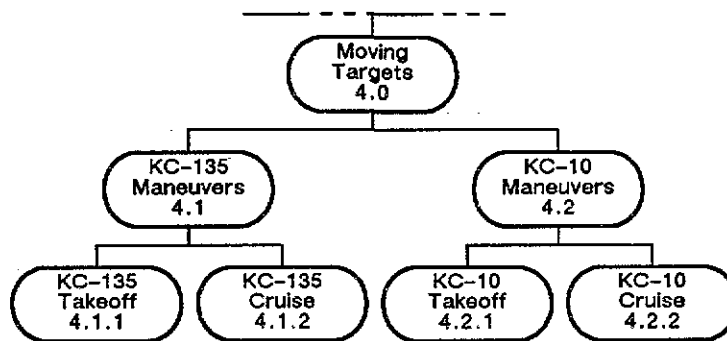 Moving
Targets
4.0
KC-135
Maneuvers
4.1
KC-10
Maneuvers
4.2
KC-135
Takeoff
4.1.1
KC-135
Cruise
4.1.2
KC-10
Takeoff
4.2.1
KC-10
Cruise
4.2.2